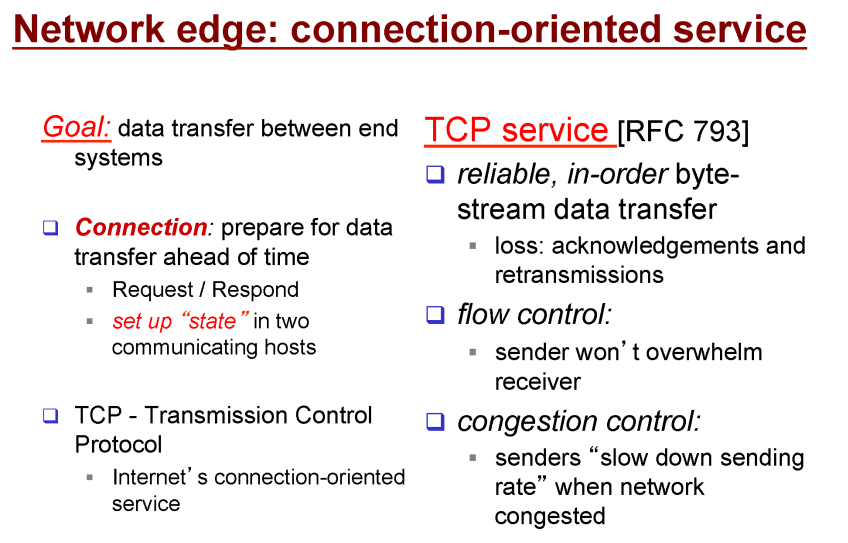 Network edge: connection-oriented service
Goal: data transfer between end
systems
Connection: prepare for data
transfer ahead of time
Request / Respond
set up “state” in two
communicating hosts
TCP - Transmission Control
Protocol
Internet’s connection-oriented
service
TCP service [RFC 793]
reliable, in-order byte-
stream data transfer
loss: acknowledgements and
retransmissions
flow control:
sender won’t overwhelm
receiver
congestion control:
senders “slow down sending
rate” when network
congested